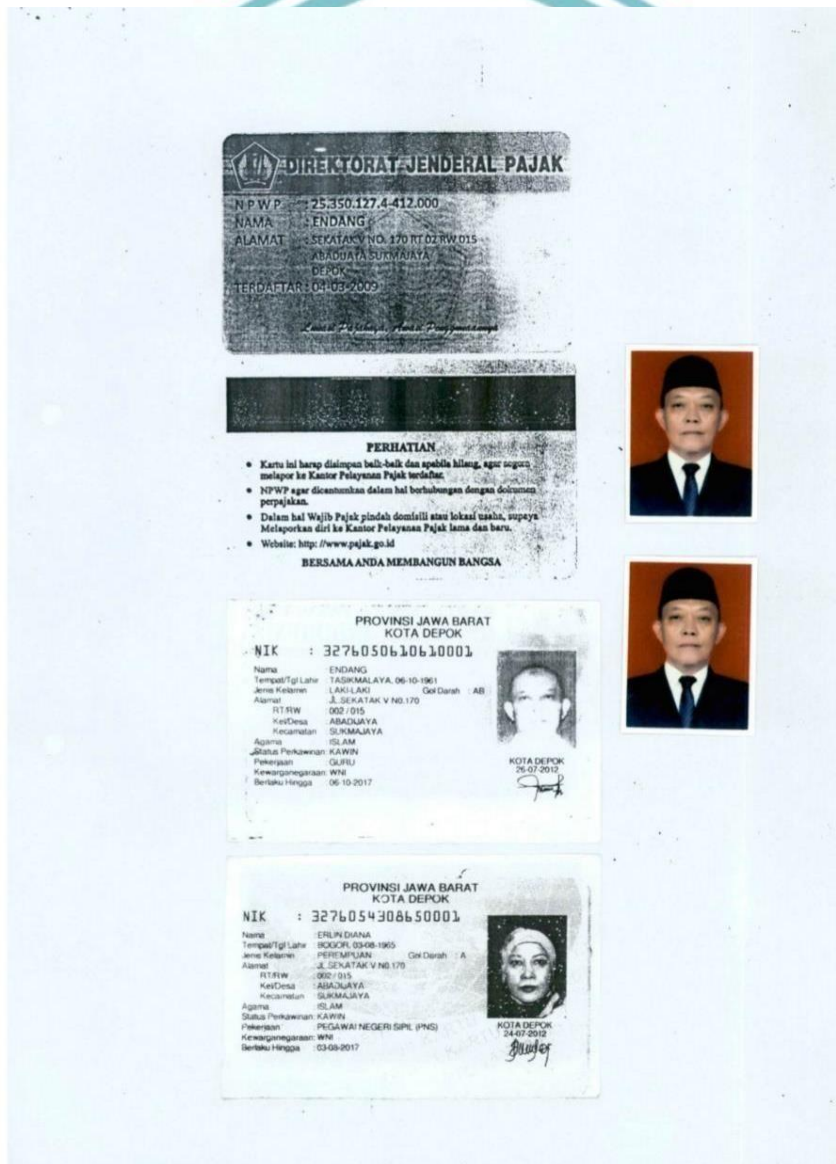 DIREKTORAT JENDERAL PAJAK
NPWP : 25.350.127.4-412.000
NAMA : ENDANG
ALAMAT : SEKATAK V NO. 170 RT 02 RW 015
ABADIJAYA SUKMAJAYA
DEPOK
TERDAFTAR : 04-03-2009
Lunasi Pajaknya, Awasi Penggunaannya
PERHATIAN
• Kartu ini harap disimpan baik-baik dan apabila hilang, agar segera
melapor ke Kantor Pelayanan Pajak terdaftar.
• NPWP agar dicantumkan dalam hal berhubungan dengan dokumen
perpajakan.
• Dalam hal Wajib Pajak pindah domisili atau lokasi usaha, supaya
Melaporkan diri ke Kantor Pelayanan Pajak lama dan baru.
• Website: http: //www.pajak.go.id
BERSAMA ANDA MEMBANGUN BANGSA
PROVINSI JAWA BARAT
KOTA DEPOK
NIK : 3276050610610001
Nama : ENDANG
Tempat/Tgl Lahir : TASIKMALAYA, 06-10-1961
Jenis Kelamin : LAKI-LAKI Gol Darah : AB
Alamat : JL.SEKATAK V N0.170
RT/RW : 002 / 015
Kel/Desa : ABADIJAYA
Kecamatan : SUKMAJAYA
Agama : ISLAM
Status Perkawinan: KAWIN
Pekerjaan : GURU
Kewarganegaraan: WNI
Berlaku Hingga : 06-10-2017
KOTA DEPOK
26-07-2012
PROVINSI JAWA BARAT
KOTA DEPOK
NIK : 3276054308650001
Nama : ERLIN DIANA
Tempat/Tgl Lahir : BOGOR, 03-08-1965
Jenis Kelamin : PEREMPUAN Gol Darah : A
Alamat : JL.SEKATAK V N0.170
RT/RW : 002 / 015
Kel/Desa : ABADIJAYA
Kecamatan : SUKMAJAYA
Agama : ISLAM
Status Perkawinan: KAWIN
Pekerjaan : PEGAWAI NEGERI SIPIL (PNS)
Kewarganegaraan: WNI
Berlaku Hingga : 03-08-2017
KOTA DEPOK
24-07-2012